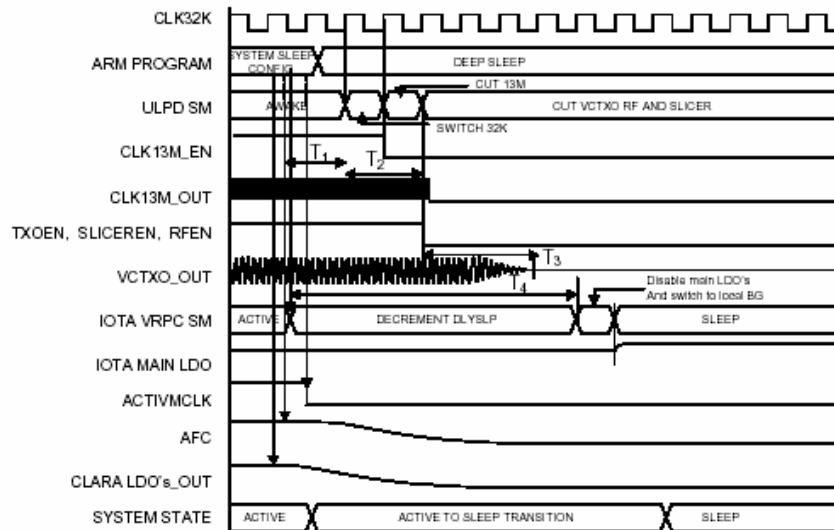 CLK32K
ARM PROGRAM
SYSTEM SLEEP
CONFIG
DEEP SLEEP
CUT 13M
ULPD SM
AWAKE
CUT VCTXO RF AND SLICER
SWITCH 32K
CLK13M_EN
T1
T2
CLK13M_OUT
TXOEN, SLICEREN, RFEN
T3
VCTXO_OUT
T4
Disable main LDO's
And switch to local BG
IOTA VRPC SM
ACTIVE
DECREMENT DLYSLP
SLEEP
IOTA MAIN LDO
ACTIVMCLK
AFC
CLARA LDO's_OUT
SYSTEM STATE
ACTIVE
ACTIVE TO SLEEP TRANSITION
SLEEP